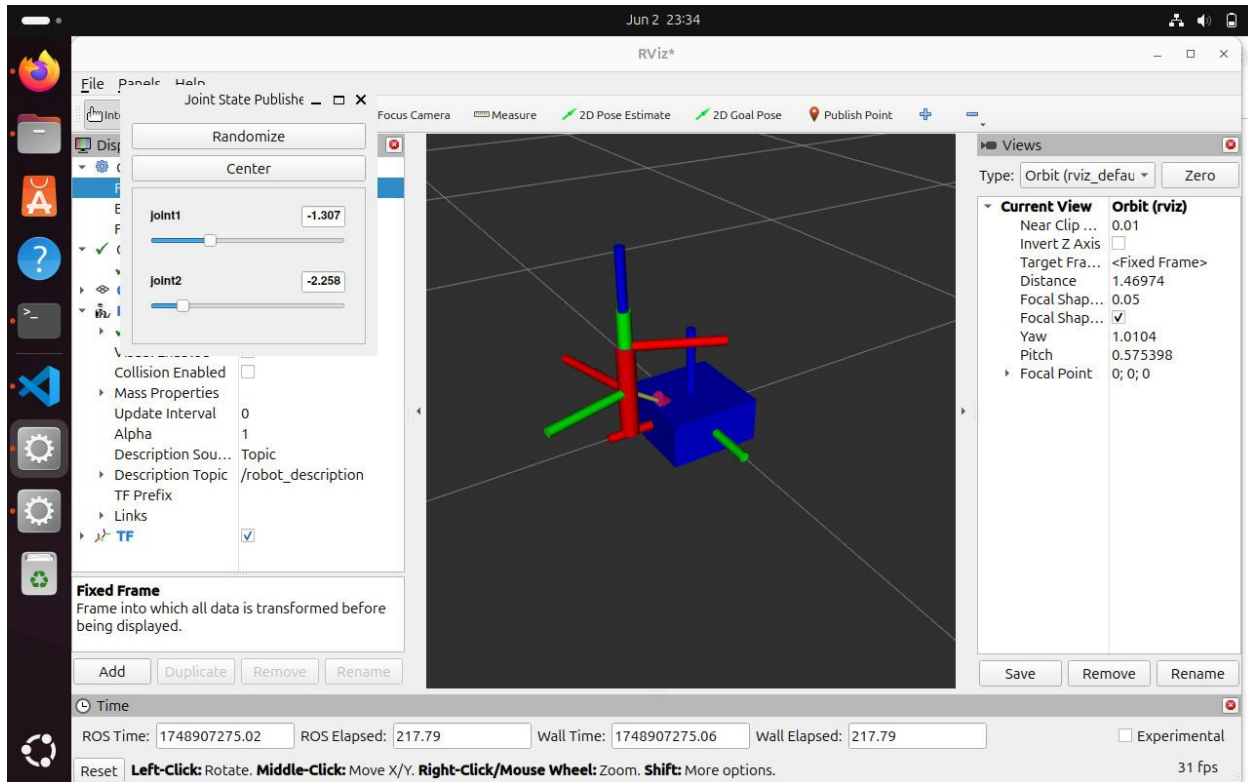 Jun 2 23:34
RViz*
File Panels Help
Joint State Publishe
Focus Camera
Measure
2D Pose Estimate
2D Goal Pose
Publish Point
Randomize
Center
joint1 -1.307
joint2 -2.258
Collision Enabled
Mass Properties
Update Interval 0
Alpha 1
Description Sou... Topic
Description Topic /robot_description
TF Prefix
Links
TF
Fixed Frame
Frame into which all data is transformed before
being displayed.
Add Duplicate Remove Rename
Views
Type: Orbit (rviz_defau Zero
Current View Orbit (rviz)
Near Clip ... 0.01
Invert Z Axis
Target Fra... <Fixed Frame>
Distance 1.46974
Focal Shap... 0.05
Focal Shap...
Yaw 1.0104
Pitch 0.575398
Focal Point 0; 0; 0
Save Remove Rename
Time
ROS Time: 1748907275.02 ROS Elapsed: 217.79 Wall Time: 1748907275.06 Wall Elapsed: 217.79 Experimental
Reset Left-Click: Rotate. Middle-Click: Move X/Y. Right-Click/Mouse Wheel: Zoom. Shift: More options. 31 fps